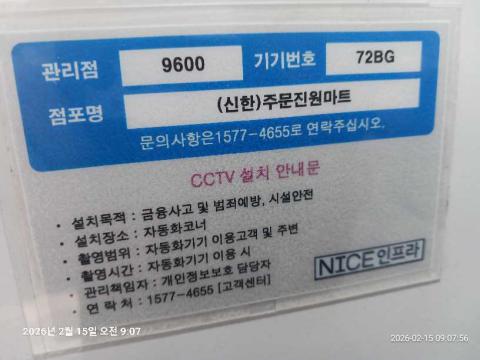 관리점 9600 기기번호 72BG
점포명 (신한)주문진원마트
문의사항은1577-4655로 연락주십시오.
CCTV 설치 안내문
• 설치목적 : 금융사고 및 범죄예방, 시설안전
• 설치장소 : 자동화코너
• 촬영범위 : 자동화기기 이용고객 및 주변
• 촬영시간 : 자동화기기 이용 시
• 관리책임자 : 개인정보보호 담당자
• 연 락 처 : 1577-4655 [고객센터]
NICE인프라
2026년 2월 15일 오전 9:07
2026-02-15 09:07:56